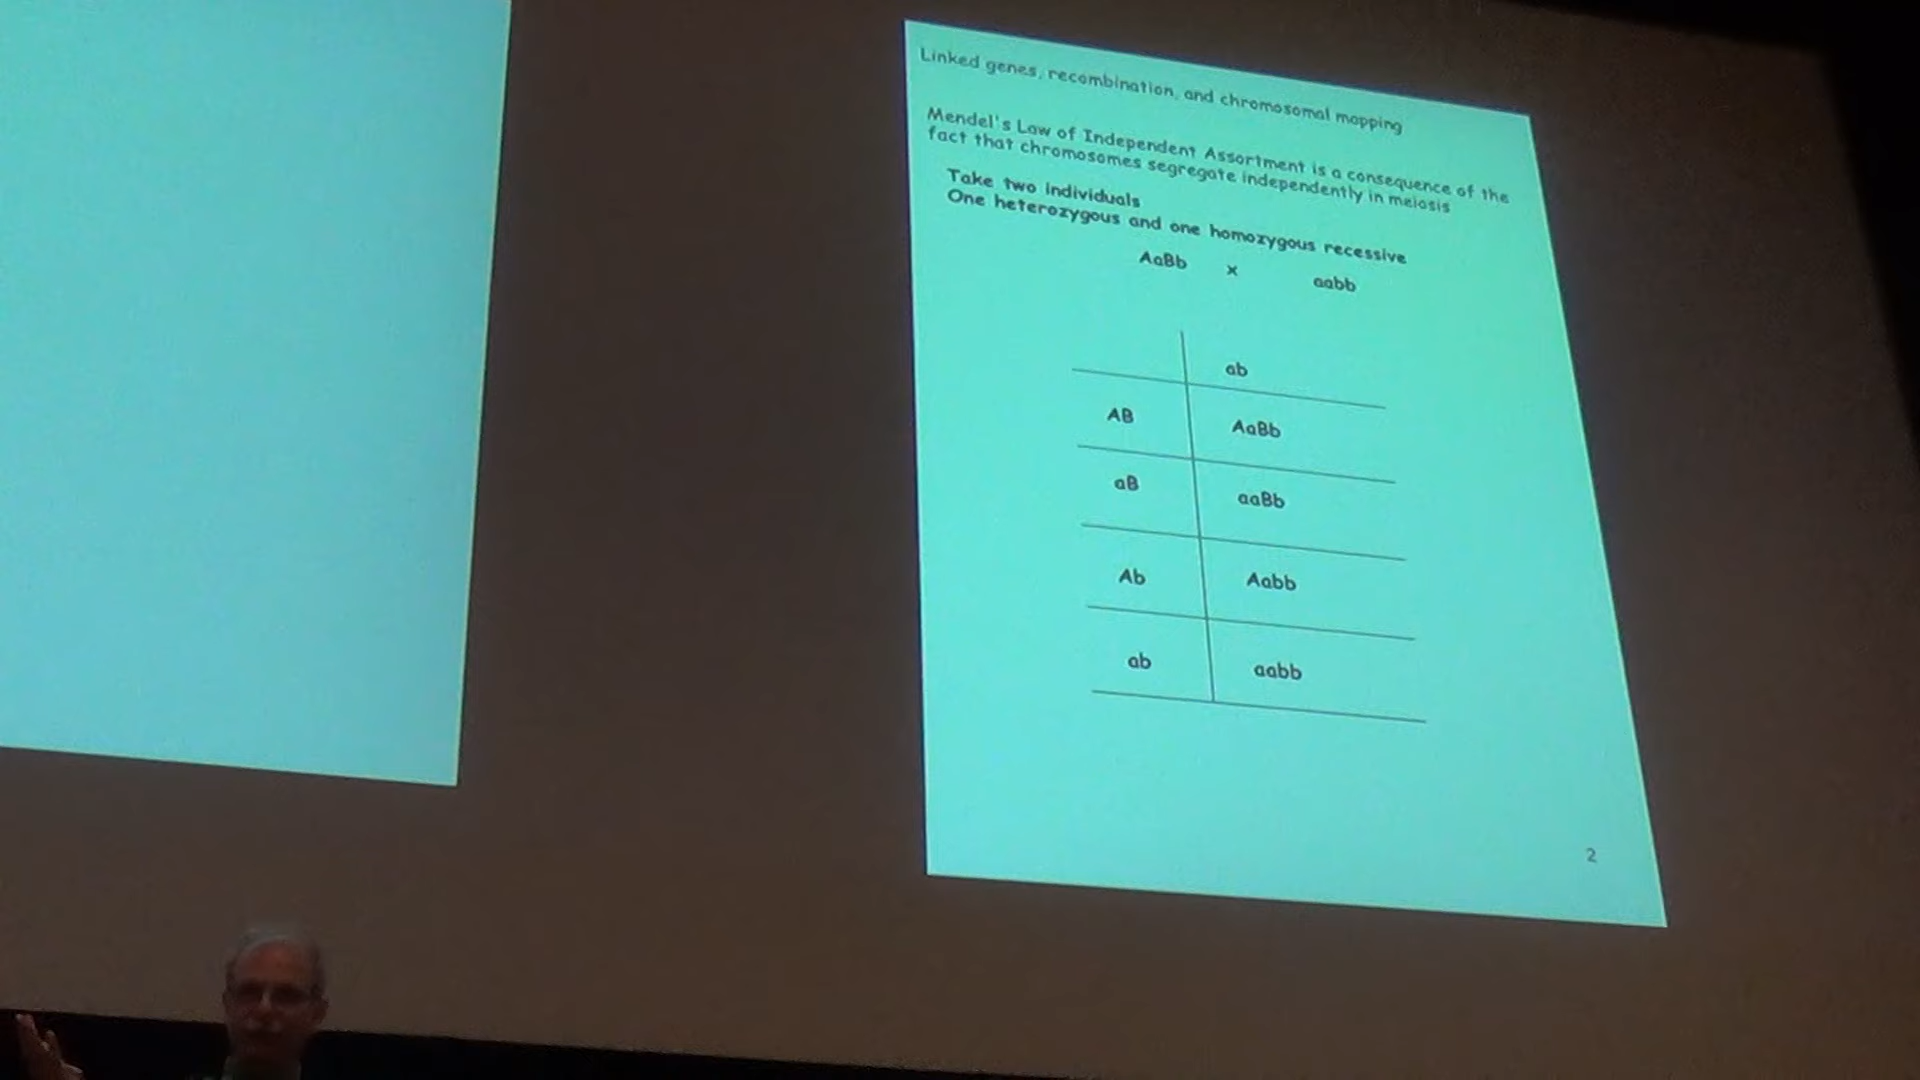 Linked genes, recombination, and chromosomal mapping
Mendel's Law of Independent Assortment is a consequence of the
fact that chromosomes segregate independently in meiosis
Take two individuals
One heterozygous and one homozygous recessive
AaBb x aabb
ab
AB AaBb
aB aaBb
Ab Aabb
ab aabb
2